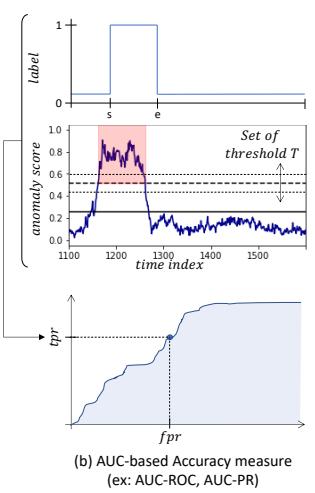 label
1
0
s
e
anomaly score
1.0
0.8
0.6
0.4
0.2
0.0
Set of
threshold T
1100
1200
1300
1400
1500
time index
tpr
fpr
(b) AUC-based Accuracy measure
(ex: AUC-ROC, AUC-PR)